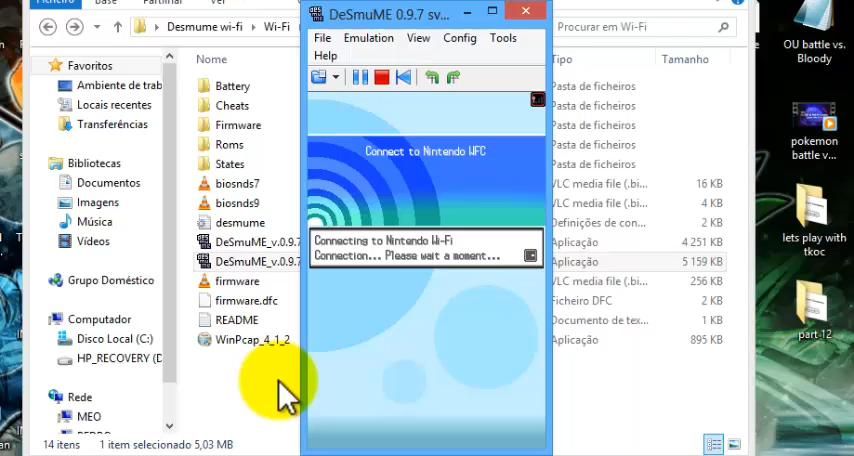 Ficheiro
Base
Partilhar
Ver
DeSmuME 0.9.7 sv...
Desmume wi-fi
Wi-Fi
Procurar em Wi-Fi
File
Emulation
View
Config
Tools
Help
Favoritos
Ambiente de trab
Locais recentes
Transferências
Bibliotecas
Documentos
Imagens
Música
Vídeos
Grupo Doméstico
Computador
Disco Local (C:)
HP_RECOVERY (D
Rede
MEO
Nome
Battery
Cheats
Firmware
Roms
States
biosnds7
biosnds9
desmume
DeSmuME_v.0.9.7
DeSmuME_v.0.9.7
firmware
firmware.dfc
README
WinPcap_4_1_2
Connect to Nintendo WFC
Connecting to Nintendo Wi-Fi
Connection... Please wait a moment...
Tipo
Tamanho
Pasta de ficheiros
Pasta de ficheiros
Pasta de ficheiros
Pasta de ficheiros
Pasta de ficheiros
VLC media file (.bi...
16 KB
VLC media file (.bi...
4 KB
Definições de con...
2 KB
Aplicação
4 251 KB
Aplicação
5 159 KB
VLC media file (.bi...
256 KB
Ficheiro DFC
2 KB
Documento de tex...
2 KB
Aplicação
895 KB
14 itens
1 item selecionado 5,03 MB
OU battle vs.
Bloody
pokemon
battle v...
lets play with
tkoc
part 12